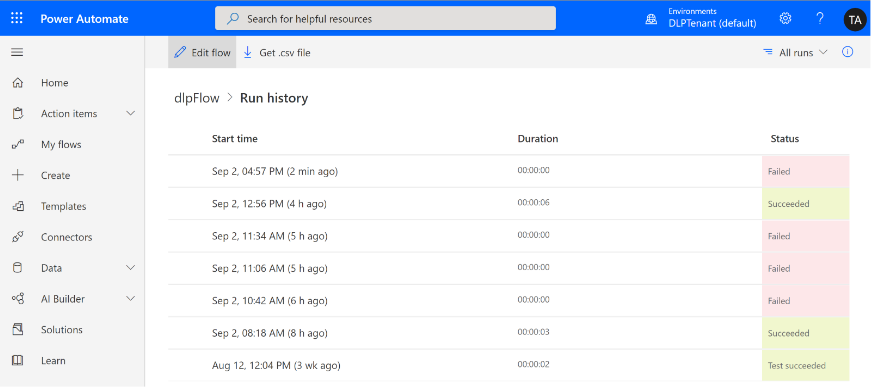 Power Automate
Search for helpful resources
Environments
DLPTenant (default)
?
TA
Edit flow
Get .csv file
All runs
Home
Action items
My flows
Create
Templates
Connectors
Data
AI Builder
Solutions
Learn
dlpFlow > Run history
Start time Duration Status
Sep 2, 04:57 PM (2 min ago) 00:00:00 Failed
Sep 2, 12:56 PM (4 h ago) 00:00:06 Succeeded
Sep 2, 11:34 AM (5 h ago) 00:00:00 Failed
Sep 2, 11:06 AM (5 h ago) 00:00:00 Failed
Sep 2, 10:42 AM (6 h ago) 00:00:00 Failed
Sep 2, 08:18 AM (8 h ago) 00:00:03 Succeeded
Aug 12, 12:04 PM (3 wk ago) 00:00:02 Test succeeded